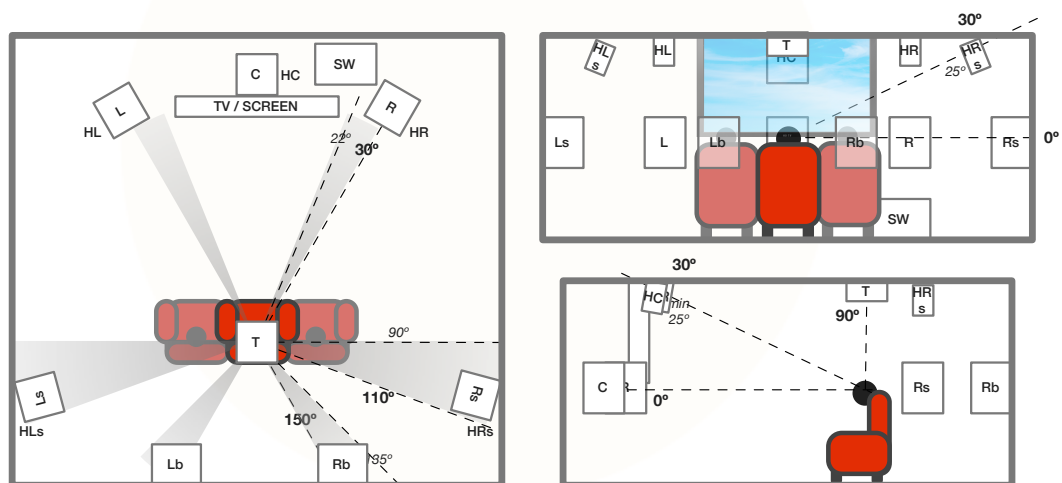 C
HC
SW
TV / SCREEN
L
HL
R
HR
22º
30º
T
90º
110º
150º
Ls
HLs
Rs
HRs
Lb
Rb
HL
s
HL
T
HC
HR
HR
s
30º
25º
0º
Ls
L
Lb
Rb
R
Rs
SW
30º
HC
min
25º
T
HR
s
90º
C
R
0º
Rs
Rb